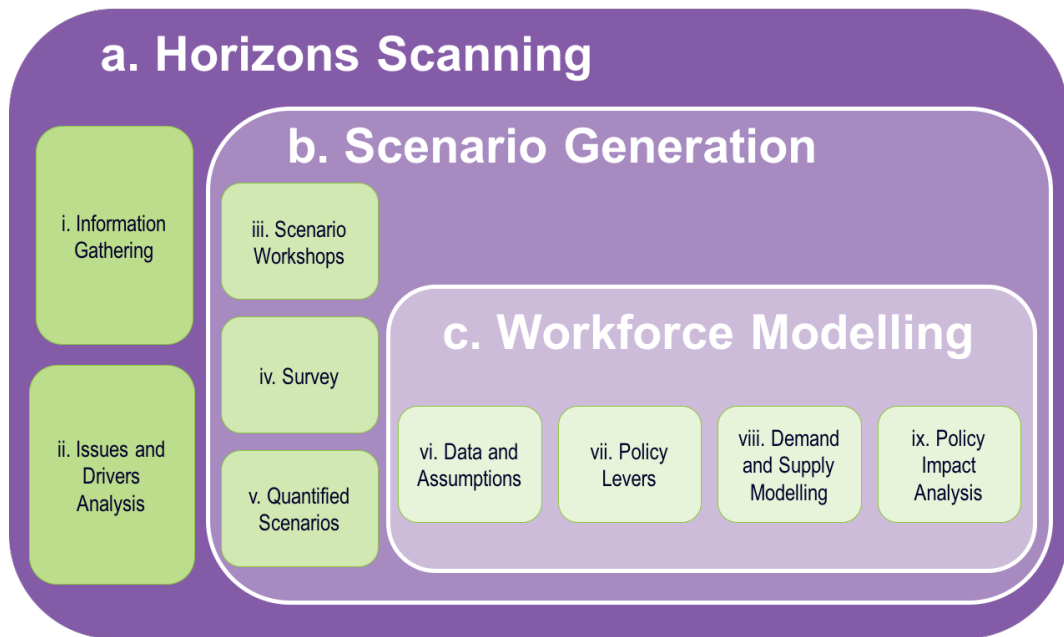 a. Horizons Scanning
i. Information
Gathering
ii. Issues and
Drivers
Analysis
b. Scenario Generation
iii. Scenario
Workshops
iv. Survey
v. Quantified
Scenarios
c. Workforce Modelling
vi. Data and
Assumptions
vii. Policy
Levers
viii. Demand
and Supply
Modelling
ix. Policy
Impact
Analysis